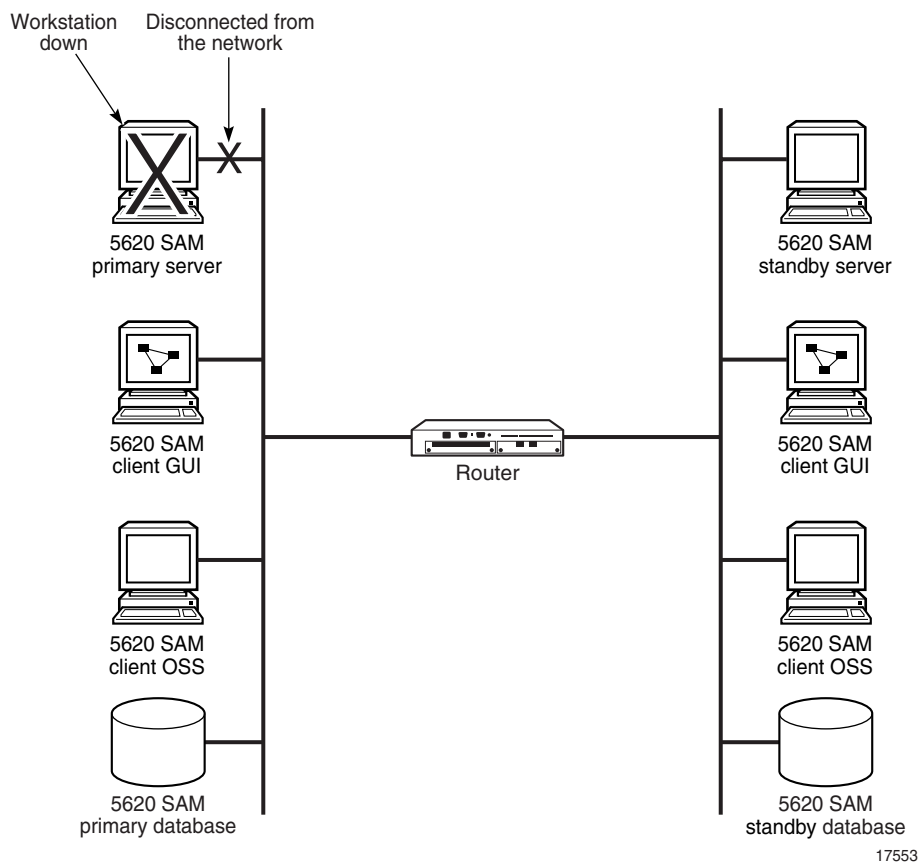 Workstation
down
Disconnected from
the network
5620 SAM
primary server
5620 SAM
standby server
5620 SAM
client GUI
5620 SAM
client GUI
Router
5620 SAM
client OSS
5620 SAM
client OSS
5620 SAM
primary database
5620 SAM
standby database
17553